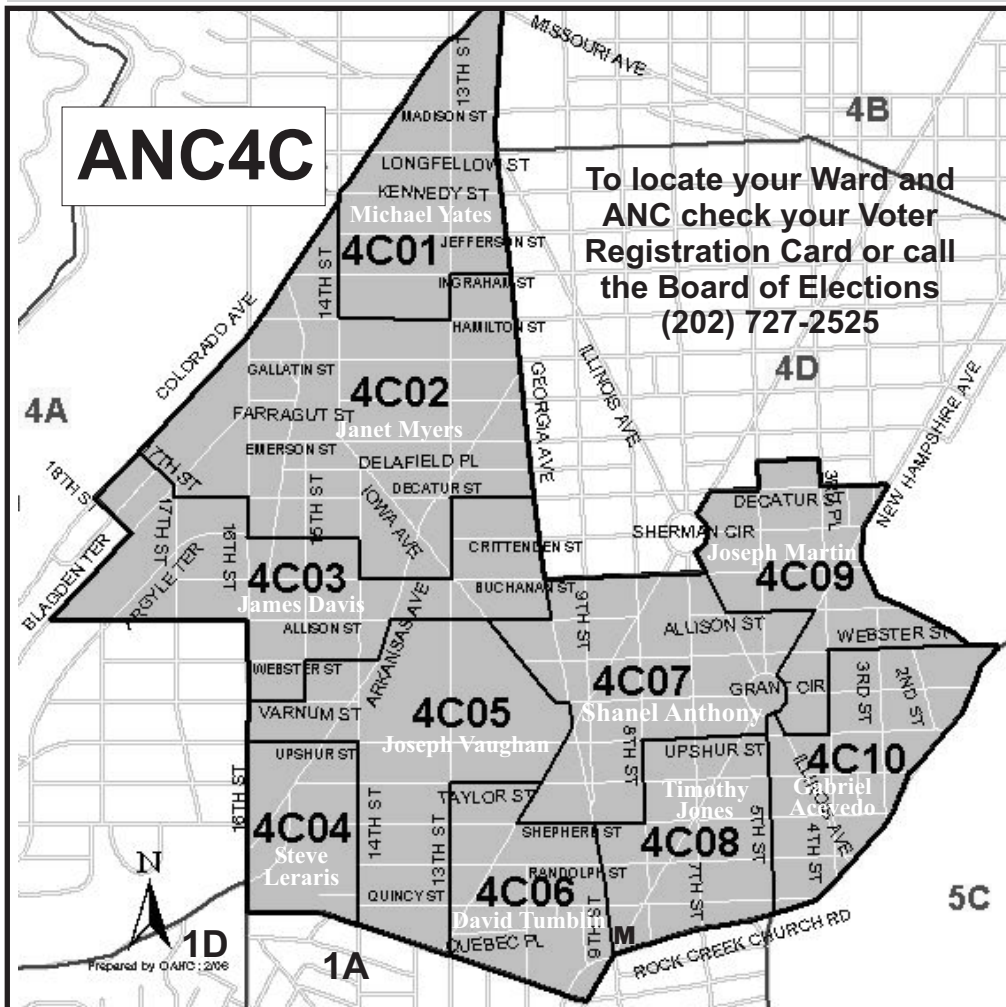 MISSOURI AVE
13TH ST
4B
ANC4C
MADISON ST
LONGFELLOW ST
KENNEDY ST
To locate your Ward and
ANC check your Voter
Registration Card or call
the Board of Elections
(202) 727-2525
Michael Yates
4C01
JEFFERSON ST
14TH ST
INGRAHAM ST
HAMILTON ST
COLORADO AVE
ILLINOIS AVE
GEORGIA AVE
4D
GALLATIN ST
4A
4C02
FARRAGUT ST
Janet Myers
EMERSON ST
DELAFIELD PL
NEW HAMPSHIRE AVE
17TH ST
18TH ST
DECATUR ST
IOWA AVE
15TH ST
17TH ST
16TH ST
DECATUR ST
3RD PL
SHERMAN CIR
CRITTENDEN ST
Joseph Martin
4C09
BLAGDEN TER
ARGYLE TER
4C03
James Davis
BUCHANAN ST
9TH ST
ALLISON ST
ALLISON ST
WEBSTER ST
ARKANSAS AVE
WEBSTER ST
VARNUM ST
4C05
Joseph Vaughan
4C07
Shanel Anthony
GRANT CIR
3RD ST
2ND ST
UPSHUR ST
8TH ST
UPSHUR ST
4C10
Gabriel
Acevedo
ILLINOIS AVE
16TH ST
TAYLOR ST
Timothy
Jones
4C04
Steve
Leraris
14TH ST
13TH ST
SHEPHERD ST
4C08
5TH ST
4TH ST
RANDOLPH ST
QUINCY ST
4C06
David Tumblin
7TH ST
5C
N
QUEBEC PL
9TH ST
M
ROCK CREEK CHURCH RD
1D
1A
Prepared by OAHC : 2/06